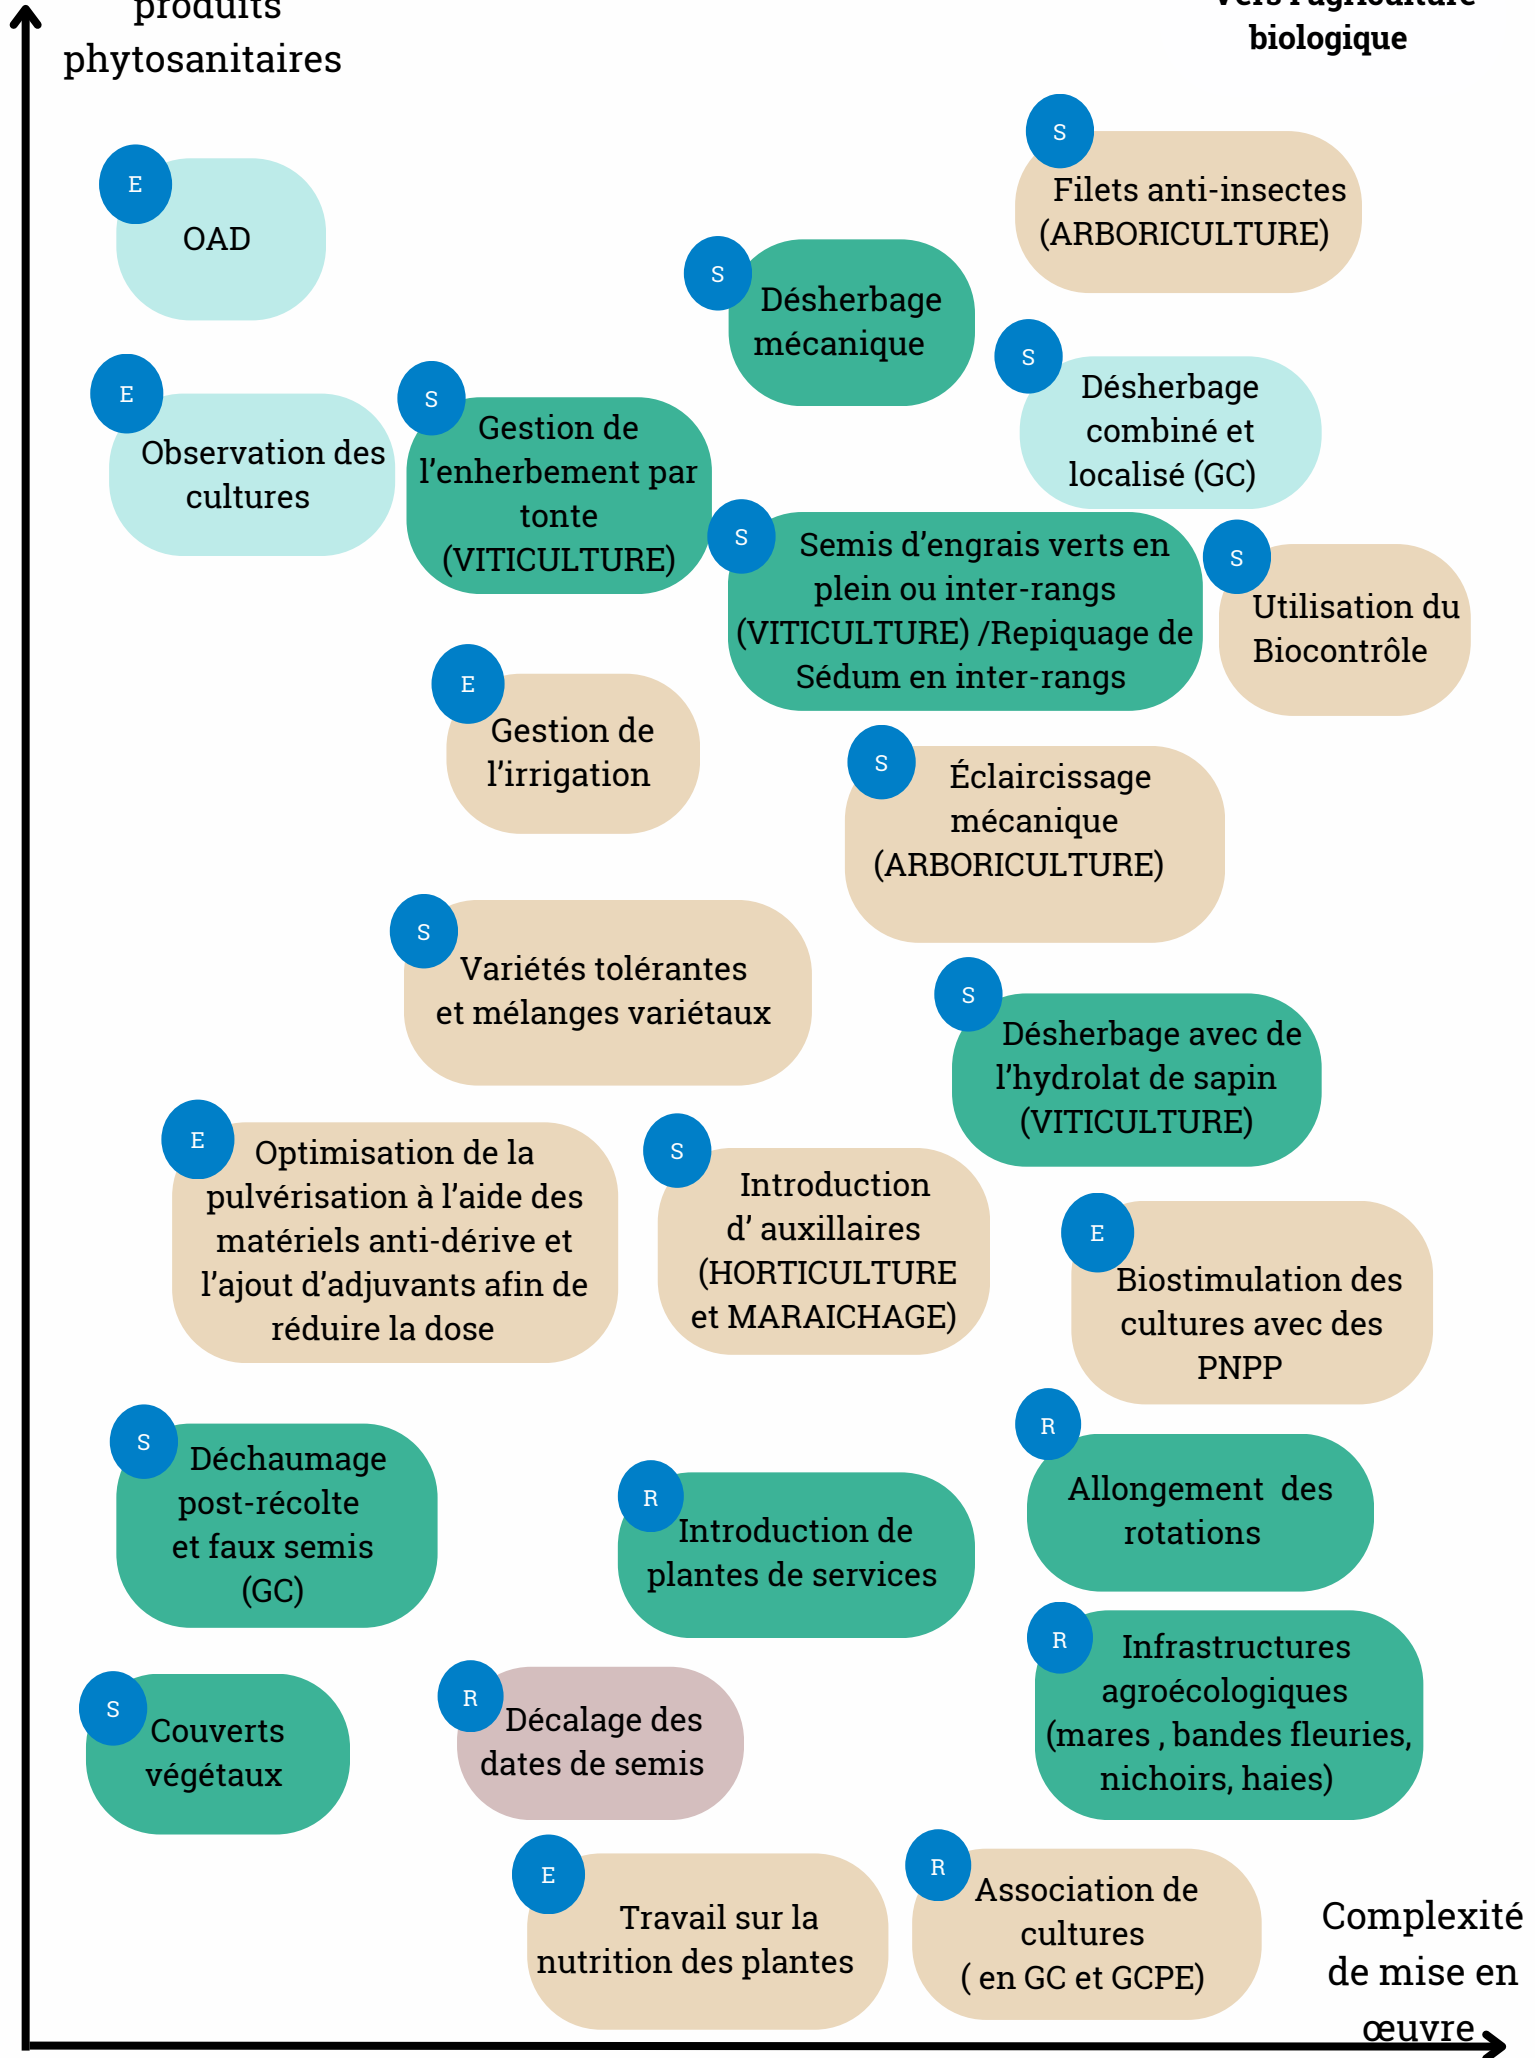 produits
phytosanitaires
vers l'agriculture
biologique
S
Filets anti-insectes
(ARBORICULTURE)
E
OAD
S
Désherbage
mécanique
S
Désherbage
combiné et
localisé (GC)
E
Observation des
cultures
S
Gestion de
l'enherbement par
tonte
(VITICULTURE)
S
Semis d'engrais verts en
plein ou inter-rangs
(VITICULTURE) /Repiquage de
Sédum en inter-rangs
S
Utilisation du
Biocontrôle
E
Gestion de
l'irrigation
S
Éclaircissage
mécanique
(ARBORICULTURE)
S
Variétés tolérantes
et mélanges variétaux
S
Désherbage avec de
l'hydrolat de sapin
(VITICULTURE)
E
Optimisation de la
pulvérisation à l'aide des
matériels anti-dérive et
l'ajout d'adjuvants afin de
réduire la dose
S
Introduction
d' auxillaires
(HORTICULTURE
et MARAICHAGE)
E
Biostimulation des
cultures avec des
PNPP
S
Déchaumage
post-récolte
et faux semis
(GC)
R
Introduction de
plantes de services
R
Allongement  des
rotations
R
Infrastructures
agroécologiques
(mares , bandes fleuries,
nichoirs, haies)
S
Couverts
végétaux
R
Décalage des
dates de semis
E
Travail sur la
nutrition des plantes
R
Association de
cultures
( en GC et GCPE)
Complexité
de mise en
œuvre